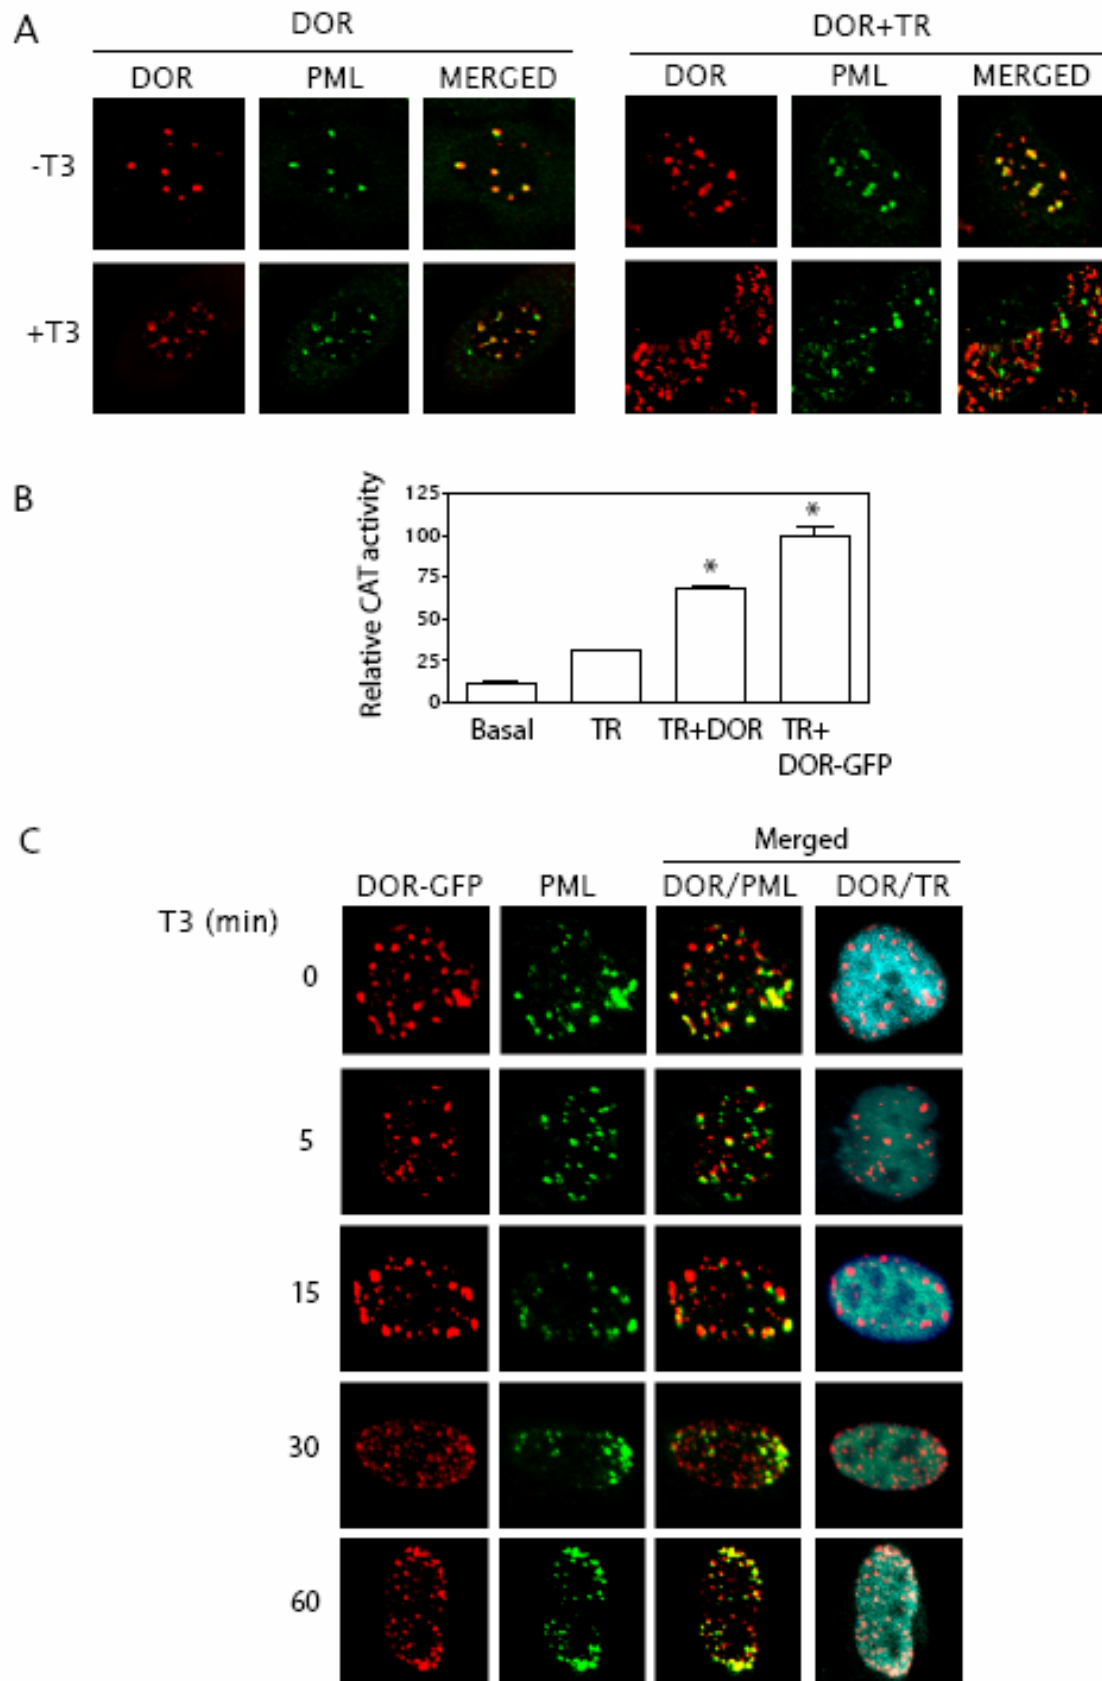 A
DOR
DOR+TR
DOR PML MERGED
DOR PML MERGED
-T3
+T3
B
Relative CAT activity
125
100
75
50
25
0
*
*
Basal TR TR+DOR TR+
DOR-GFP
C
Merged
DOR-GFP PML DOR/PML DOR/TR
T3 (min)
0
5
15
30
60